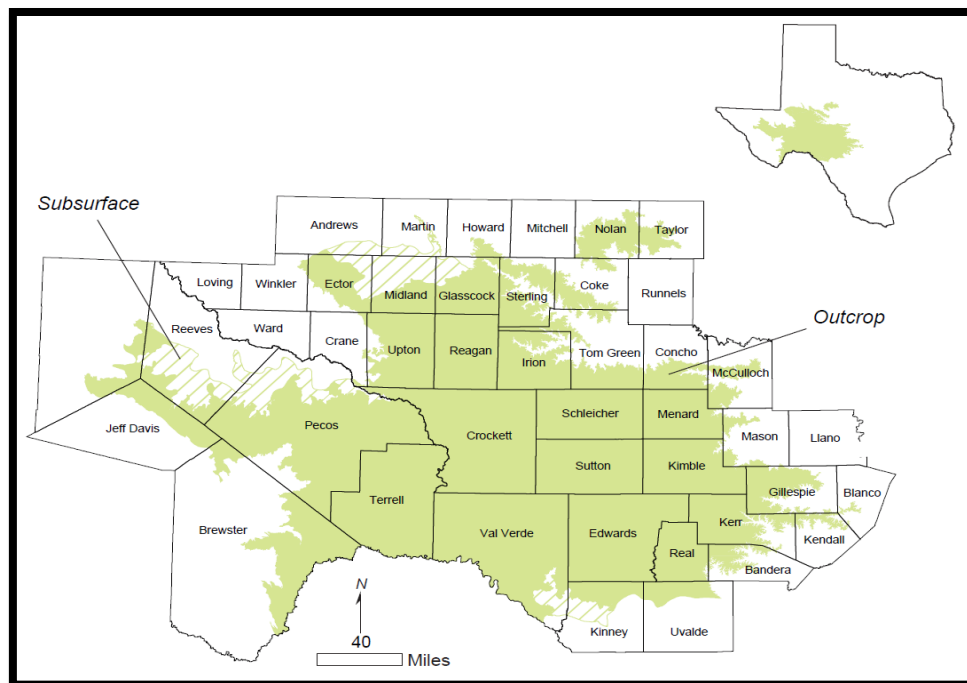 Subsurface
Andrews
Martin
Howard
Mitchell
Nolan
Taylor
Loving
Winkler
Ector
Midland
Glasscock
Sterling
Coke
Runnels
Reeves
Ward
Crane
Upton
Reagan
Irion
Tom Green
Concho
Outcrop
McCulloch
Jeff Davis
Pecos
Crockett
Schleicher
Menard
Mason
Llano
Sutton
Kimble
Terrell
Gillespie
Blanco
Brewster
Val Verde
Edwards
Kerr
Real
Kendall
Bandera
N
40
Miles
Kinney
Uvalde